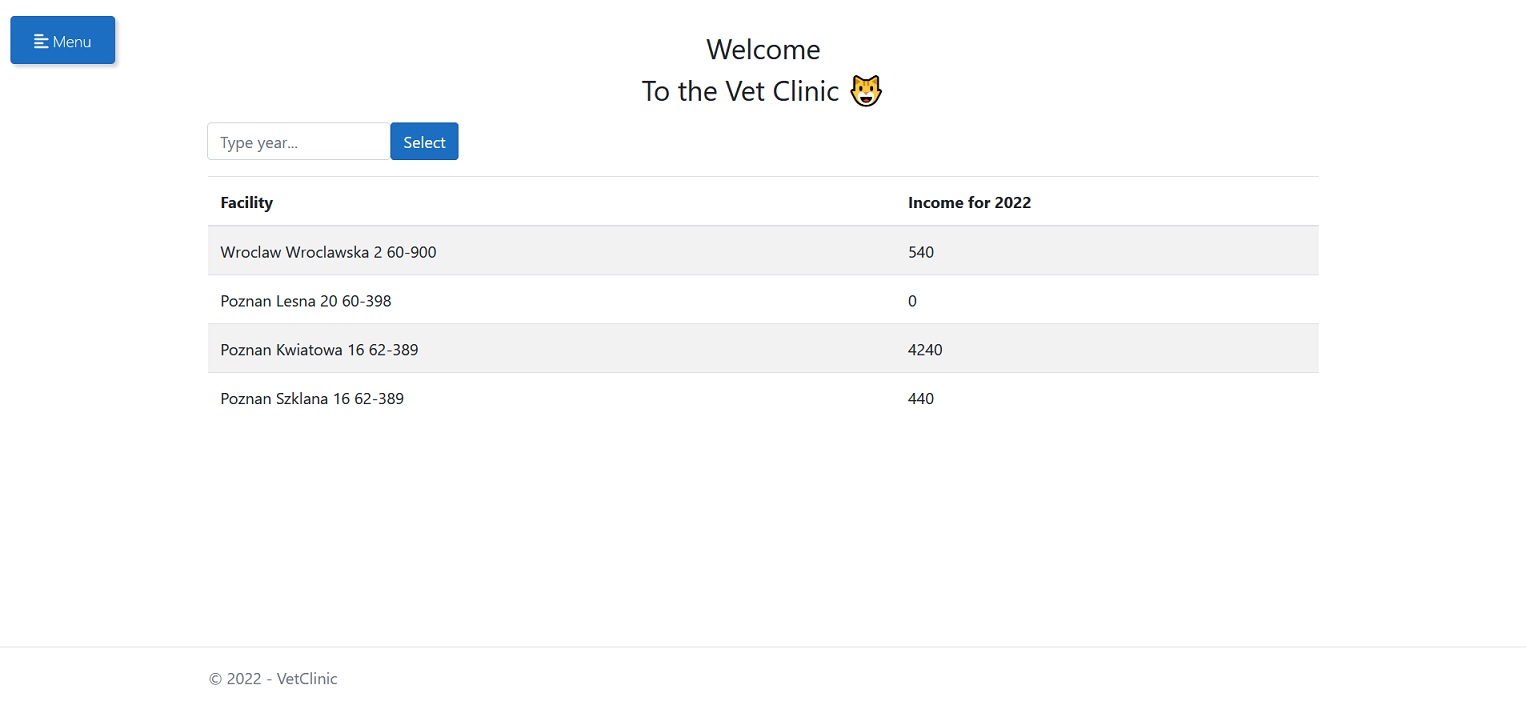 Menu
Welcome
To the Vet Clinic 😺
Type year...
Select
Facility Income for 2022
Wroclaw Wroclawska 2 60-900 540
Poznan Lesna 20 60-398 0
Poznan Kwiatowa 16 62-389 4240
Poznan Szklana 16 62-389 440
© 2022 - VetClinic